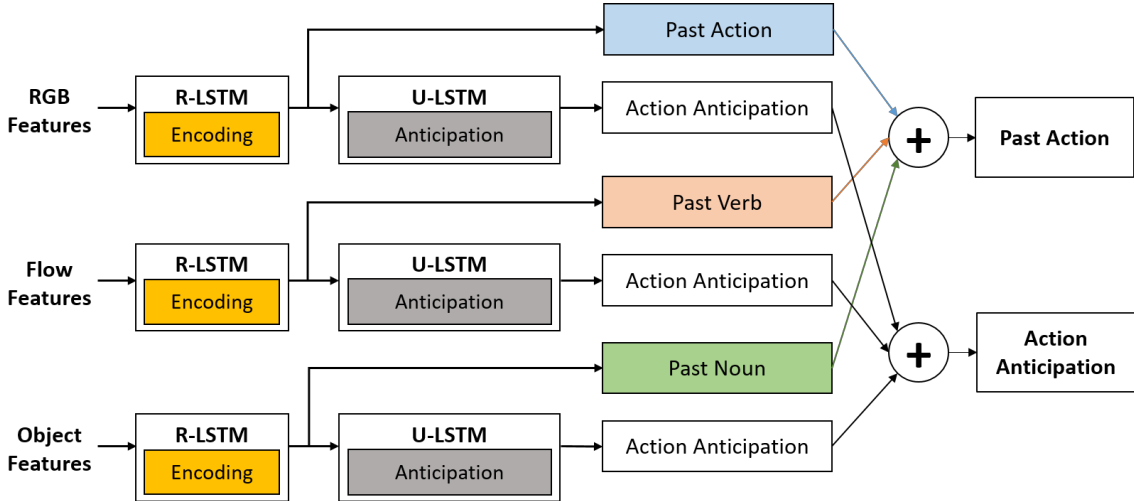 Past Action
RGB
Features
R-LSTM
Encoding
U-LSTM
Anticipation
Action Anticipation
+
Past Action
Past Verb
Flow
Features
R-LSTM
Encoding
U-LSTM
Anticipation
Action Anticipation
+
Action
Anticipation
Past Noun
Object
Features
R-LSTM
Encoding
U-LSTM
Anticipation
Action Anticipation